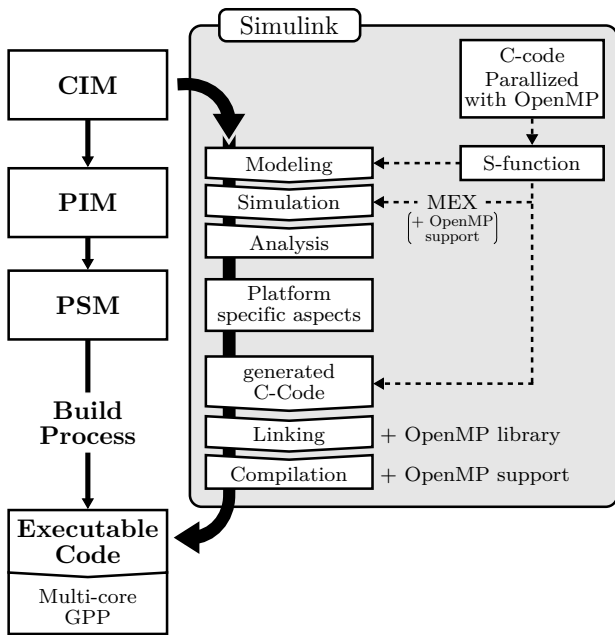 Simulink
CIM
PIM
PSM
Build
Process
Executable
Code
Multi-core
GPP
C-code
Parallized
with OpenMP
S-function
Modeling
Simulation
Analysis
MEX
+ OpenMP
support
Platform
specific aspects
generated
C-Code
Linking
+ OpenMP library
Compilation
+ OpenMP support